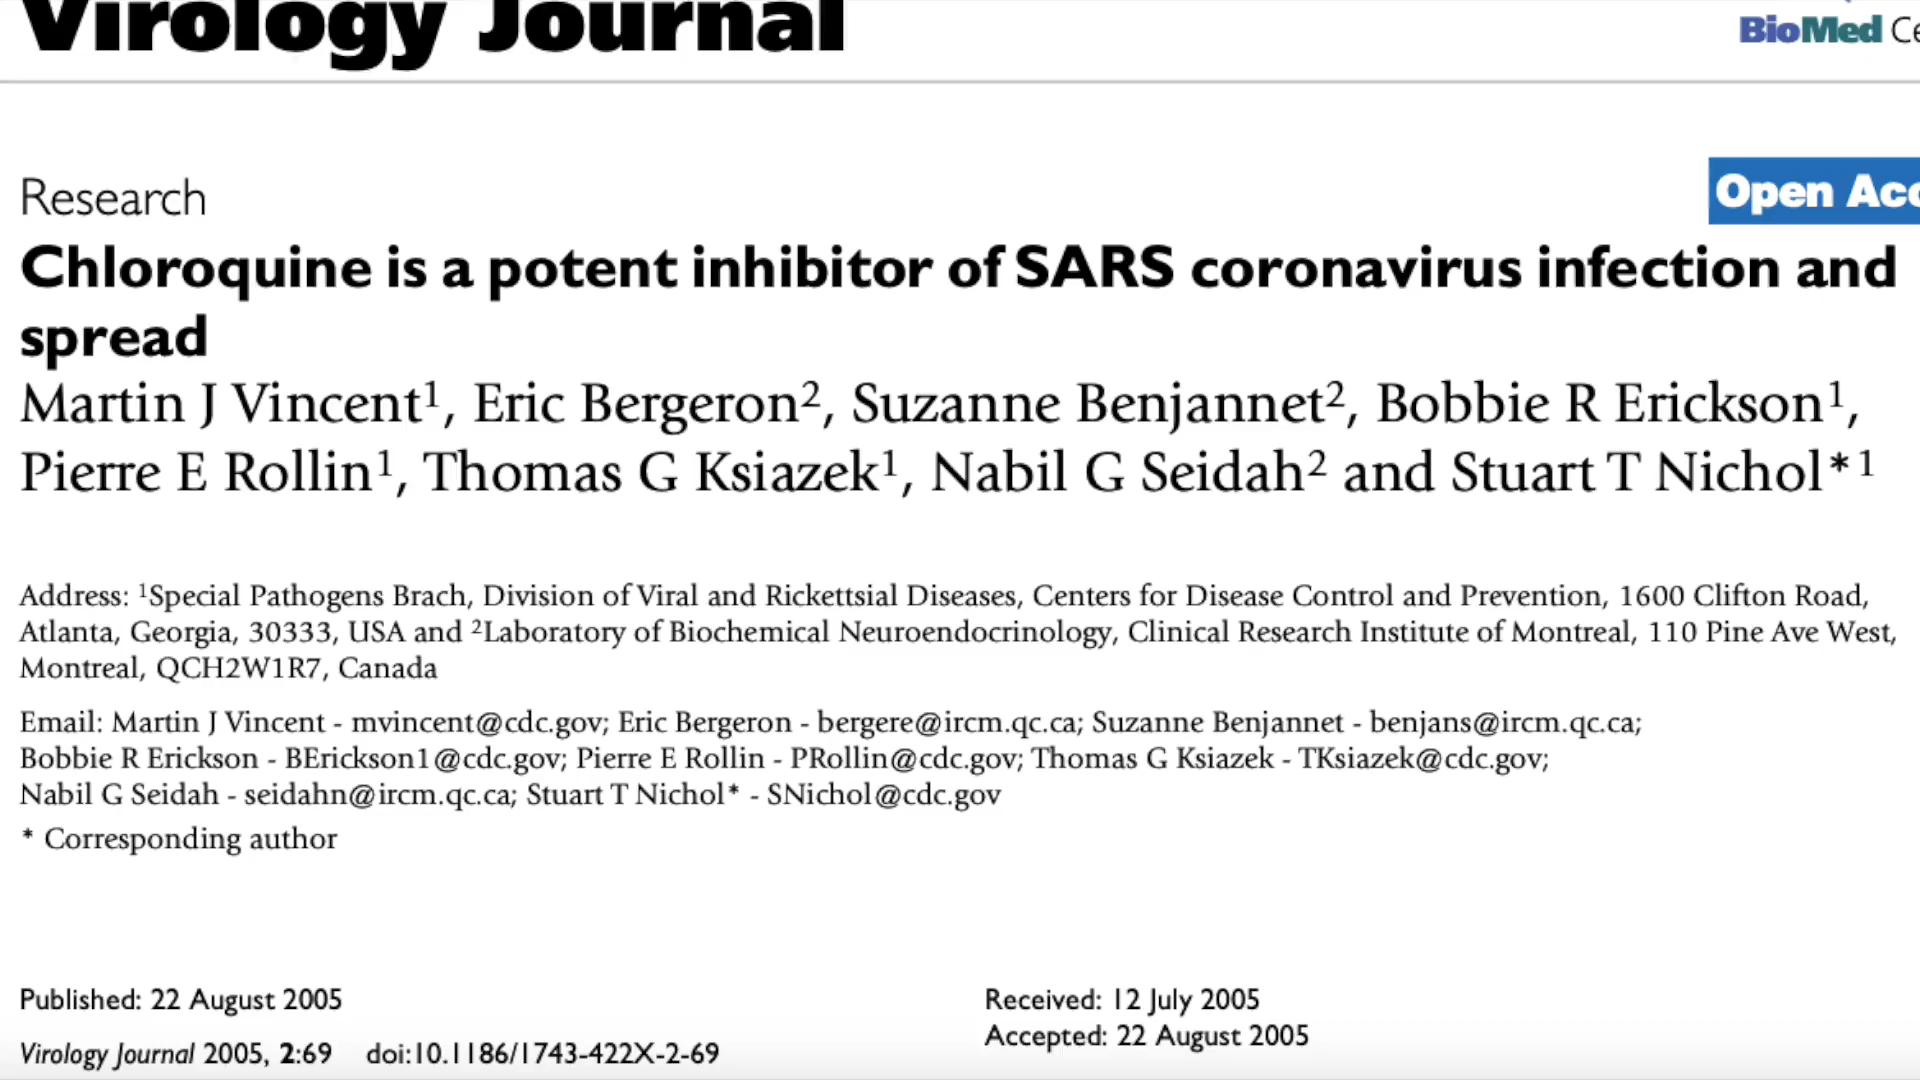 Virology Journal
BioMed
Research
Open
Chloroquine is a potent inhibitor of SARS coronavirus infection and
spread
Martin J Vincent1, Eric Bergeron2, Suzanne Benjannet2, Bobbie R Erickson1,
Pierre E Rollin1, Thomas G Ksiazek1, Nabil G Seidah2 and Stuart T Nichol*1
Address: 1Special Pathogens Brach, Division of Viral and Rickettsial Diseases, Centers for Disease Control and Prevention, 1600 Clifton Road,
Atlanta, Georgia, 30333, USA and 2Laboratory of Biochemical Neuroendocrinology, Clinical Research Institute of Montreal, 110 Pine Ave West,
Montreal, QCH2W1R7, Canada
Email: Martin J Vincent - mvincent@cdc.gov; Eric Bergeron - bergere@ircm.qc.ca; Suzanne Benjannet - benjans@ircm.qc.ca;
Bobbie R Erickson - BErickson1@cdc.gov; Pierre E Rollin - PRollin@cdc.gov; Thomas G Ksiazek - TKsiazek@cdc.gov;
Nabil G Seidah - seidahn@ircm.qc.ca; Stuart T Nichol* - SNichol@cdc.gov
* Corresponding author
Published: 22 August 2005
Received: 12 July 2005
Accepted: 22 August 2005
Virology Journal 2005, 2:69 doi:10.1186/1743-422X-2-69